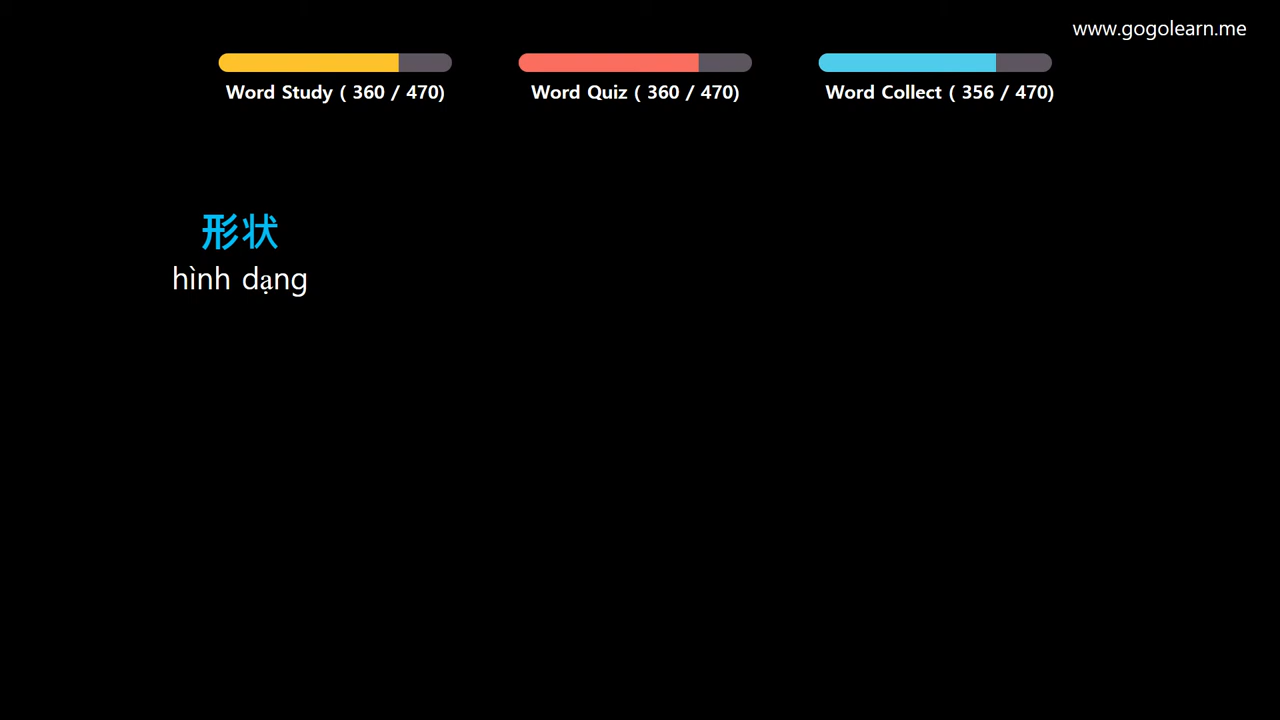 www.gogolearn.me
Word Study ( 360 / 470)
Word Quiz ( 360 / 470)
Word Collect ( 356 / 470)
形状
hình dạng